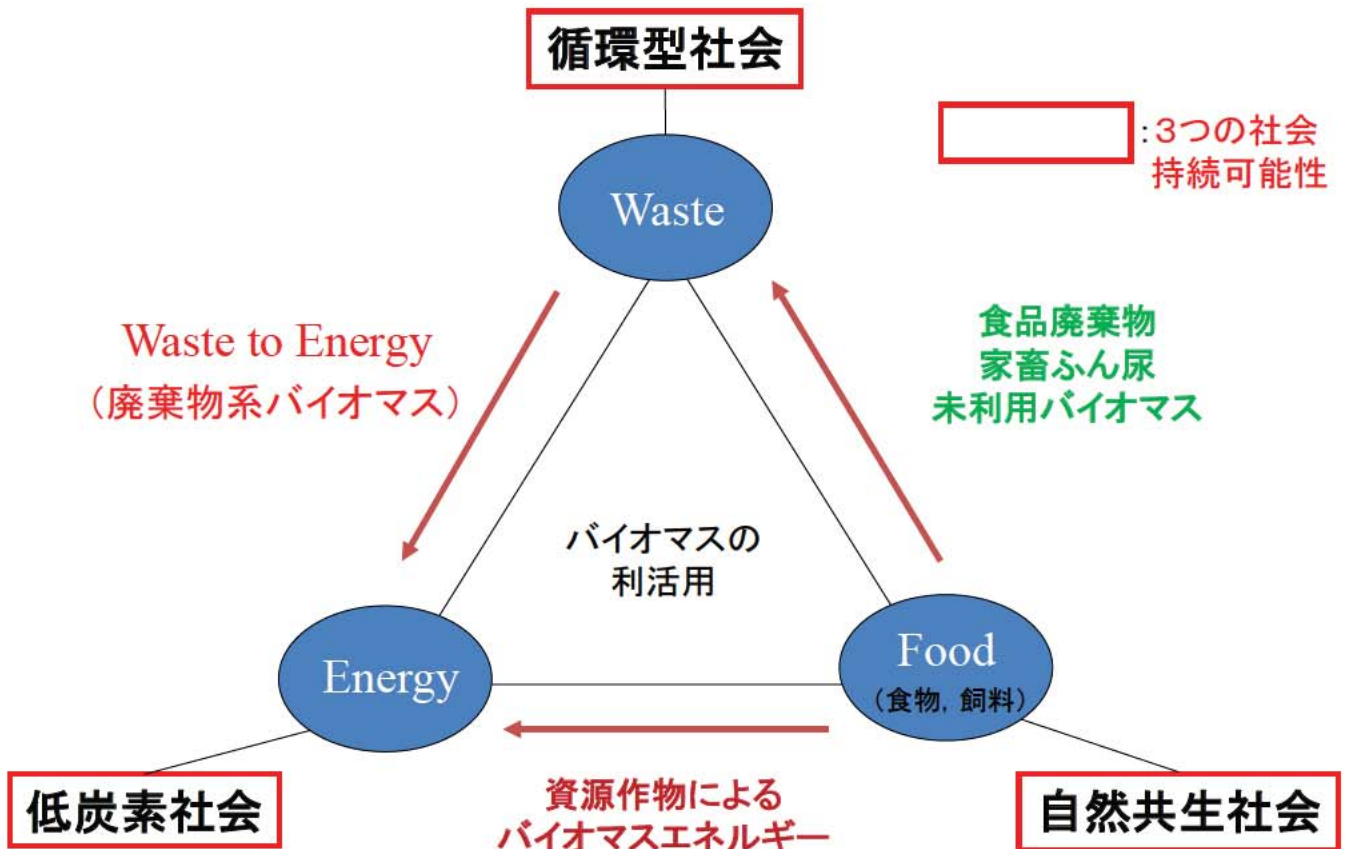 循環型社会
:3つの社会
持続可能性
Waste
Waste to Energy
(廃棄物系バイオマス)
食品廃棄物
家畜ふん尿
未利用バイオマス
バイオマスの
利活用
Energy
Food
(食物, 飼料)
低炭素社会
資源作物による
バイオマスエネルギー
自然共生社会